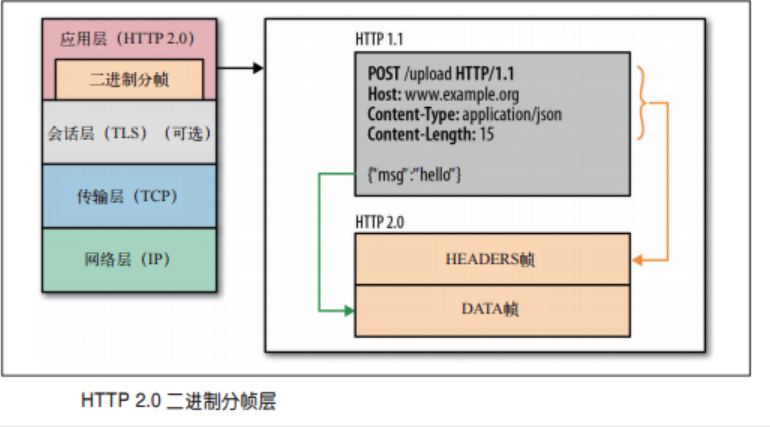 应用层（HTTP 2.0）
二进制分帧
会话层（TLS）（可选）
传输层（TCP）
网络层（IP）
HTTP 1.1
POST /upload HTTP/1.1
Host: www.example.org
Content-Type: application/json
Content-Length: 15
{"msg":"hello"}
HTTP 2.0
HEADERS帧
DATA帧
HTTP 2.0 二进制分帧层